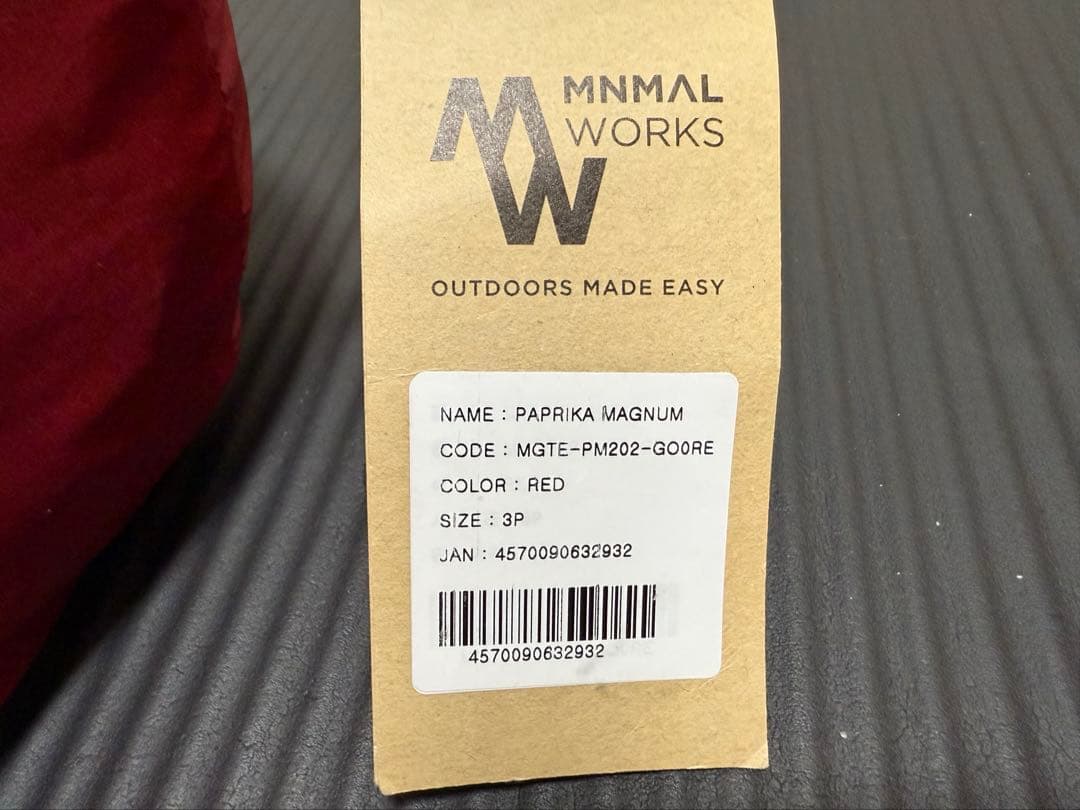 MNMAL
WORKS
MW
OUTDOORS MADE EASY
NAME : PAPRIKA MAGNUM
CODE : MGTE-PM202-GO0RE
COLOR : RED
SIZE : 3P
JAN : 4570090632932
4570090632932